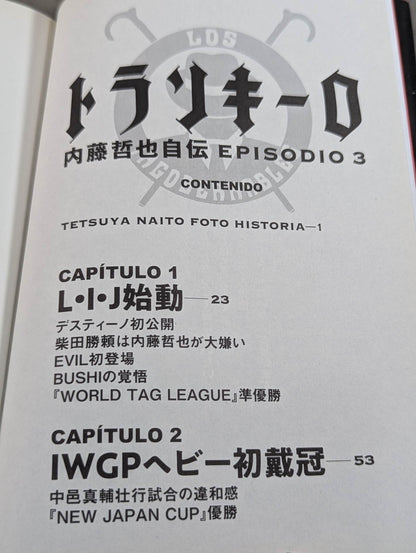 LOS
INGOBERNABLES
トランキーロ
内藤哲也自伝 EPISODIO 3
CONTENIDO
TETSUYA NAITO FOTO HISTORIA—1
CAPÍTULO 1
L・I・J始動—23
デスティーノ初公開
柴田勝頼は内藤哲也が大嫌い
EVIL初登場
BUSHIの覚悟
『WORLD TAG LEAGUE』準優勝
CAPÍTULO 2
IWGPヘビー初戴冠—53
中邑真輔壮行試合の違和感
『NEW JAPAN CUP』優勝